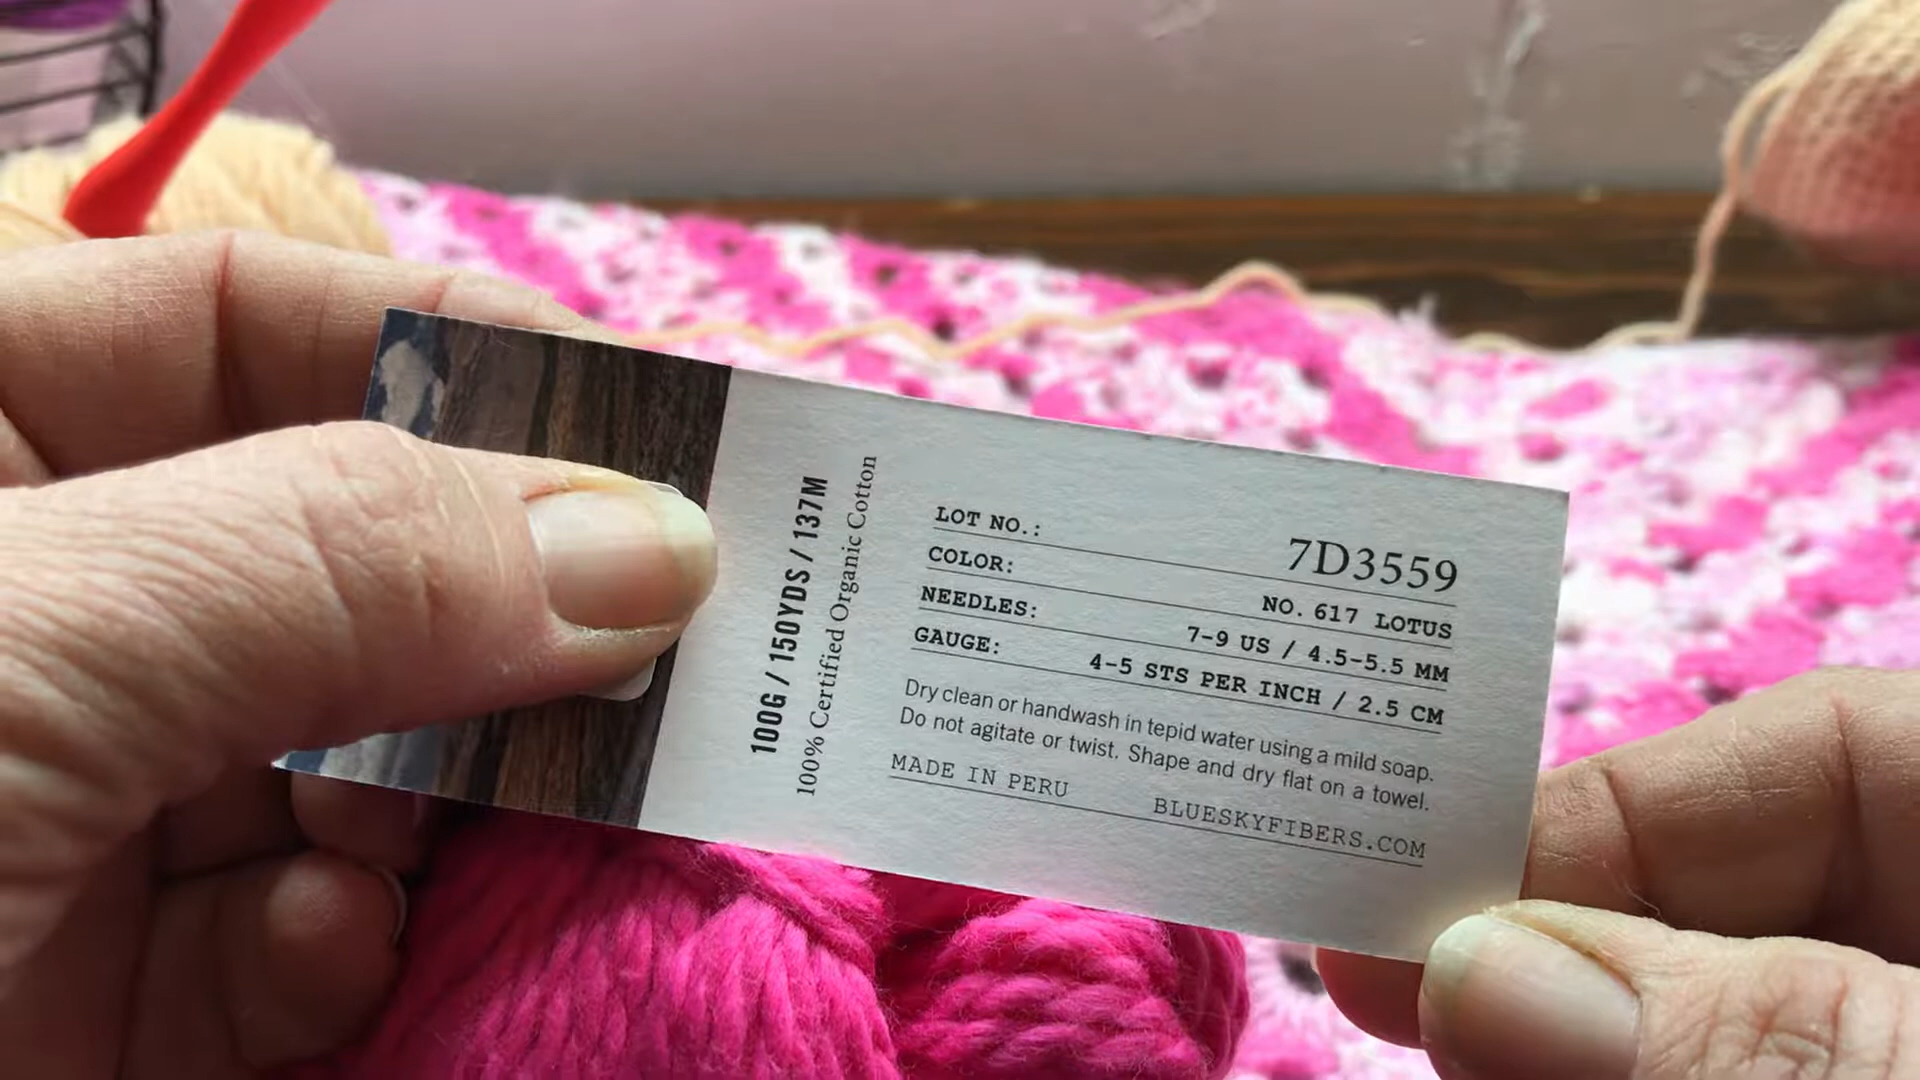 100G / 150YDS / 137M
100% Certified Organic Cotton
LOT NO.: 7D3559
COLOR: NO. 617 LOTUS
NEEDLES: 7-9 US / 4.5-5.5 MM
GAUGE: 4-5 STS PER INCH / 2.5 CM
Dry clean or handwash in tepid water using a mild soap.
Do not agitate or twist. Shape and dry flat on a towel.
MADE IN PERU BLUESKYFIBERS.COM